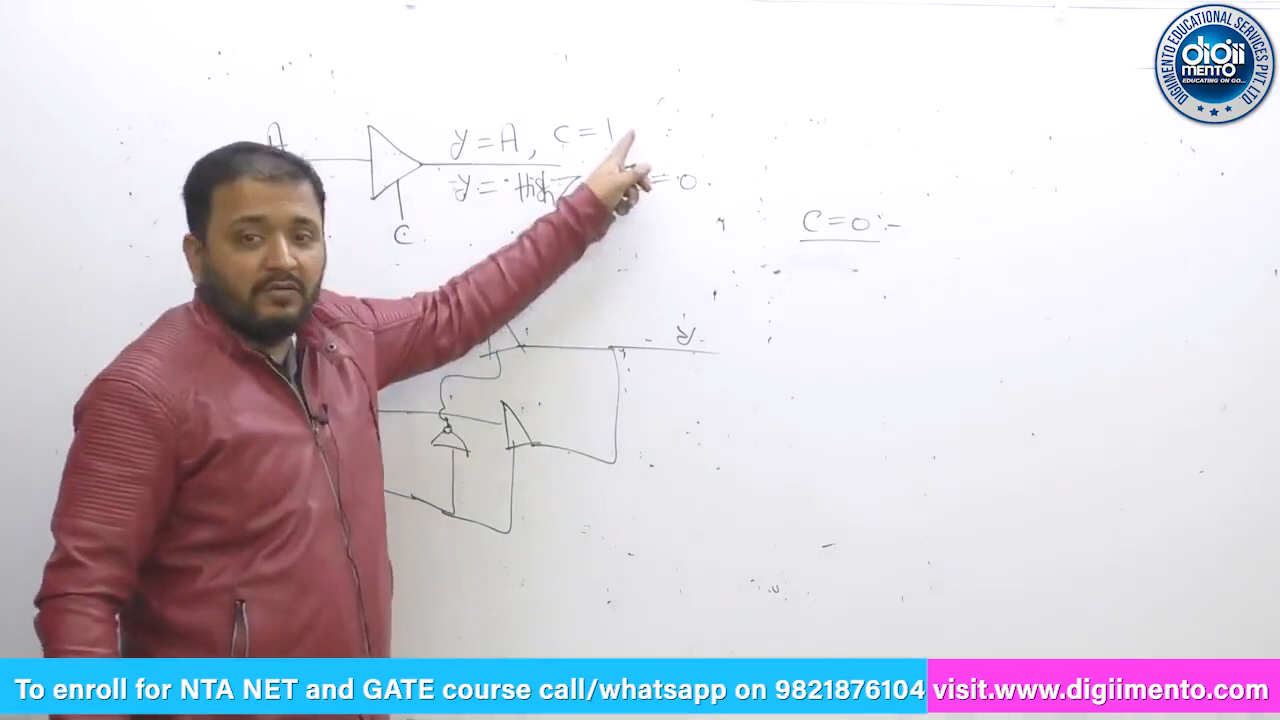 A
y = A, C = 1
y = High Z = 0
C
C = 0 :-
y
DIGIIMENTO EDUCATIONAL SERVICES PVT. LTD
digii
MENTO
EDUCATING ON GO...
To enroll for NTA NET and GATE course call/whatsapp on 9821876104 visit.www.digiimento.com